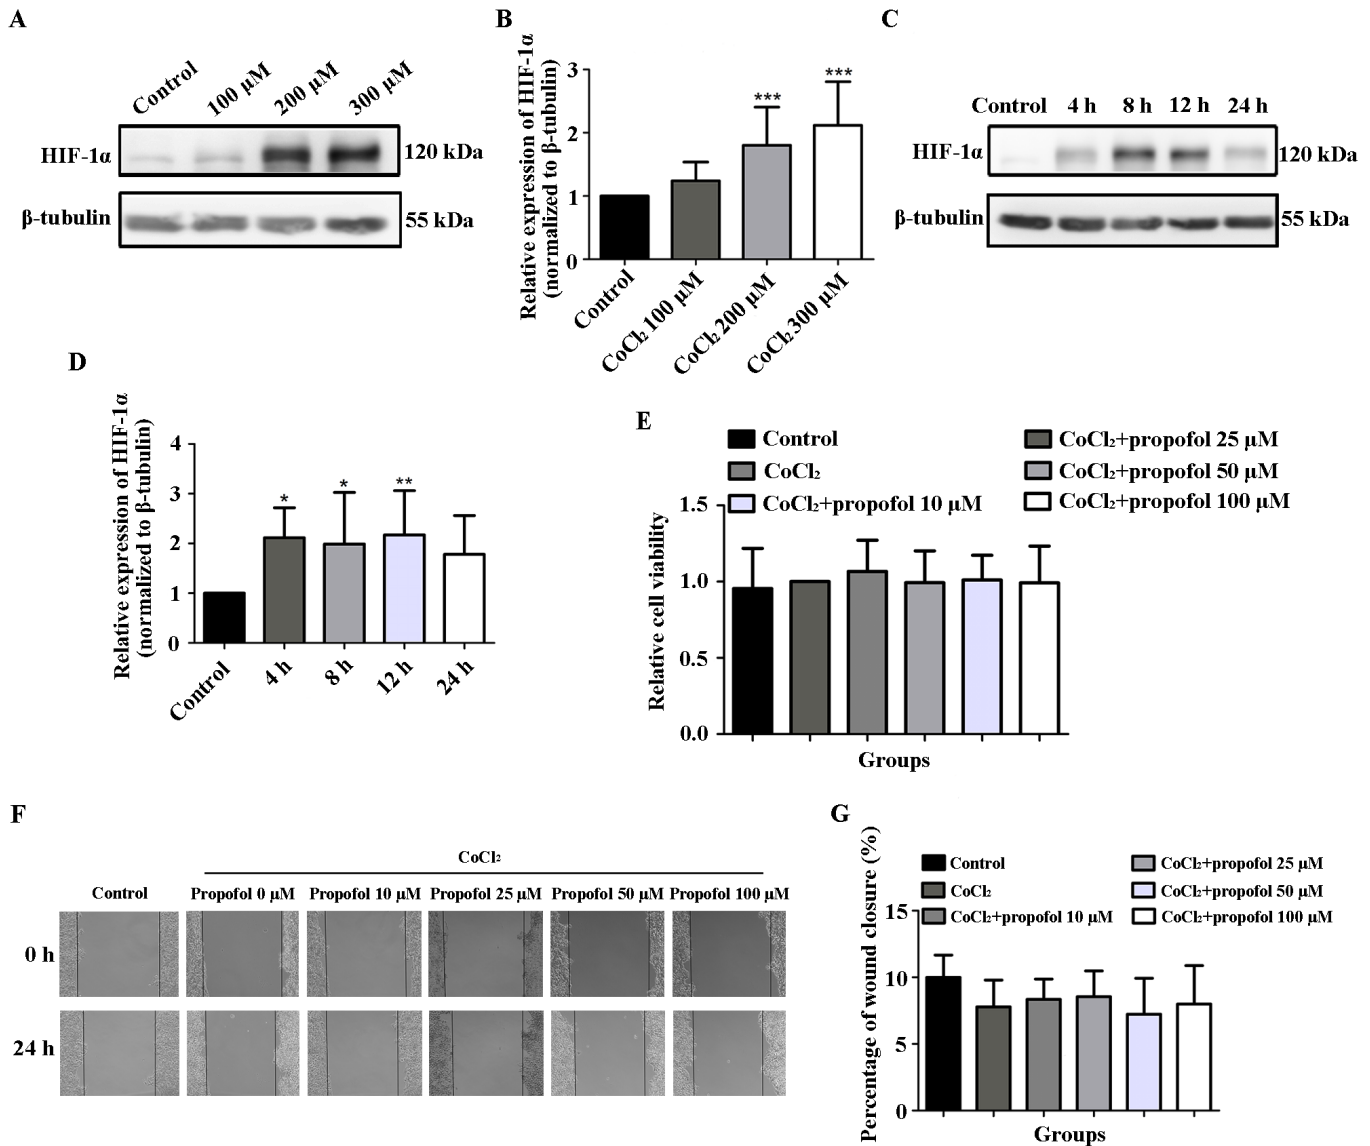 A
Control
100 μM
200 μM
300 μM
HIF-1α
120 kDa
β-tubulin
55 kDa
B
Relative expression of HIF-1α
(normalized to β-tubulin)
3
2
1
0
***
***
Control
CoCl₂ 100 μM
CoCl₂ 200 μM
CoCl₂ 300 μM
C
Control 4 h 8 h 12 h 24 h
HIF-1α
120 kDa
β-tubulin
55 kDa
D
Relative expression of HIF-1α
(normalized to β-tubulin)
4
3
2
1
0
*
*
**
Control
4 h
8 h
12 h
24 h
E
Control
CoCl₂
CoCl₂+propofol 10 μM
CoCl₂+propofol 25 μM
CoCl₂+propofol 50 μM
CoCl₂+propofol 100 μM
Relative cell viability
1.5
1.0
0.5
0.0
Groups
F
CoCl₂
Control Propofol 0 μM Propofol 10 μM Propofol 25 μM Propofol 50 μM Propofol 100 μM
0 h
24 h
G
Percentage of wound closure (%)
Control
CoCl₂
CoCl₂+propofol 10 μM
CoCl₂+propofol 25 μM
CoCl₂+propofol 50 μM
CoCl₂+propofol 100 μM
15
10
5
0
Groups